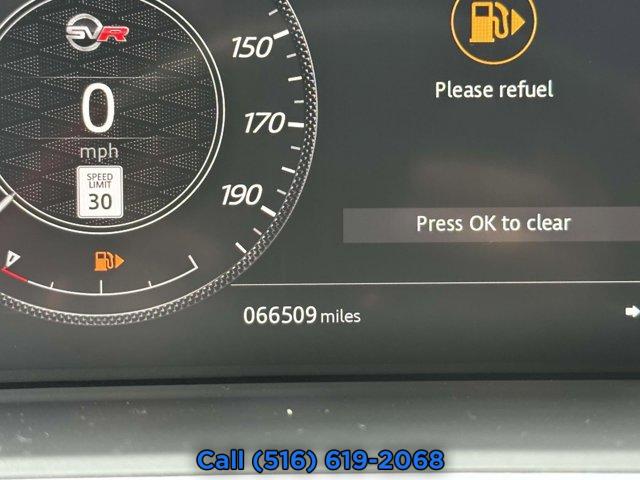 SVR
150
Please refuel
0
170
mph
SPEED
LIMIT
30
190
Press OK to clear
066509 miles
Call (516) 619-2068